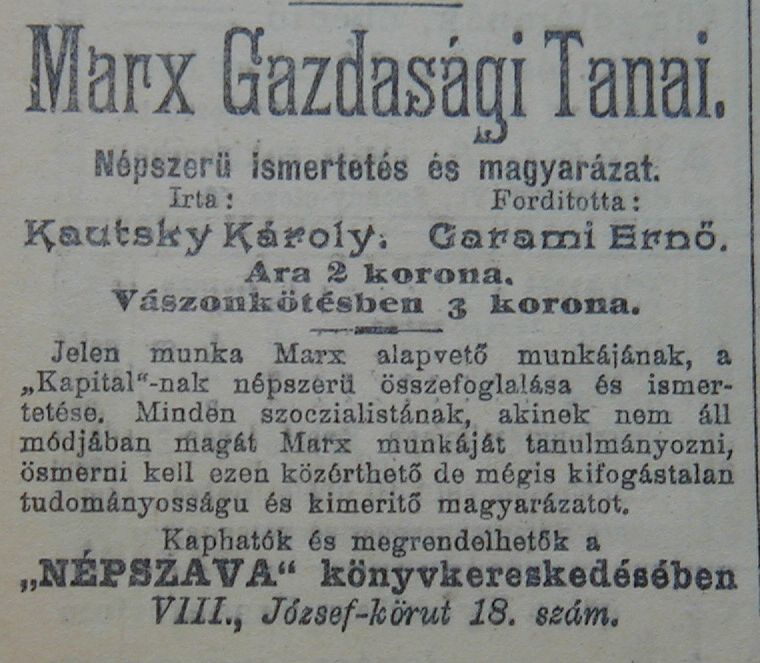 Marx Gazdasági Tanai.
Népszerü ismertetés és magyarázat.
Irta: Forditotta:
Kautsky Károly. Garami Ernő.
Ára 2 korona.
Vászonkötésben 3 korona.
Jelen munka Marx alapvető munkájának, a
„Kapital“-nak népszerü összefoglalása és ismer-
tetése. Minden szoczialistának, akinek nem áll
módjában magát Marx munkáját tanulmányozni,
ösmerni kell ezen közérthető de mégis kifogástalan
tudományosságu és kimeritő magyarázatot.
Kaphatók és megrendelhetők a
„NÉPSZAVA“ könyvkereskedésében
VIII., József-körut 18. szám.